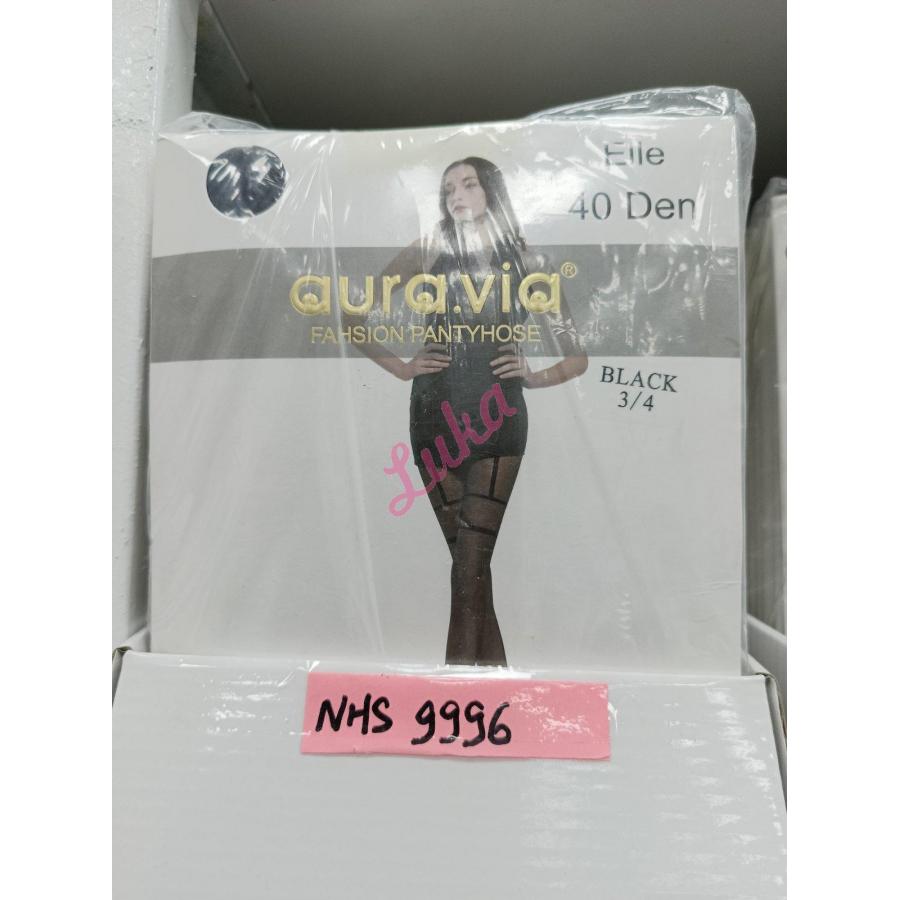 Elle
40 Den
aura.via®
FAHSION PANTYHOSE
BLACK
3/4
Luka
NHS 9996